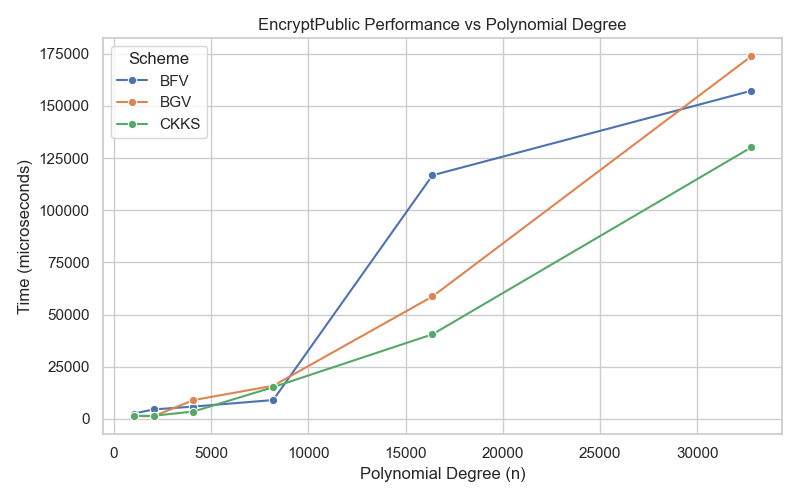 EncryptPublic Performance vs Polynomial Degree
Scheme
BFV
BGV
CKKS
Time (microseconds)
175000
150000
125000
100000
75000
50000
25000
0
0 5000 10000 15000 20000 25000 30000
Polynomial Degree (n)